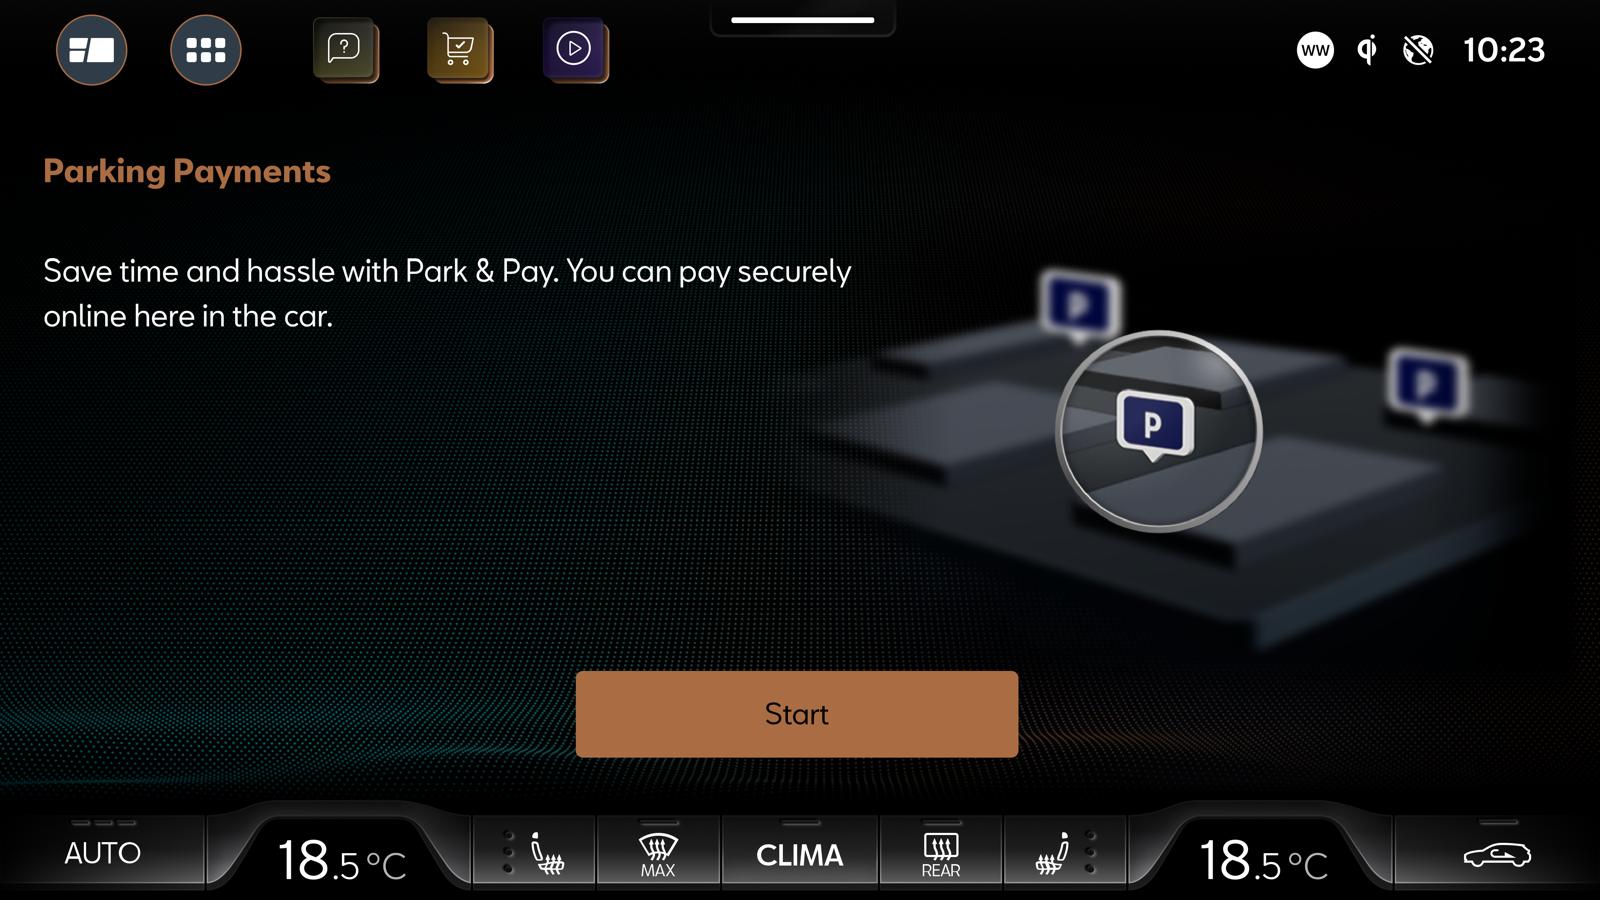 WW
10:23
Parking Payments
Save time and hassle with Park & Pay. You can pay securely
online here in the car.
P
P
P
Start
AUTO
18.5 °C
MAX
CLIMA
REAR
18.5 °C